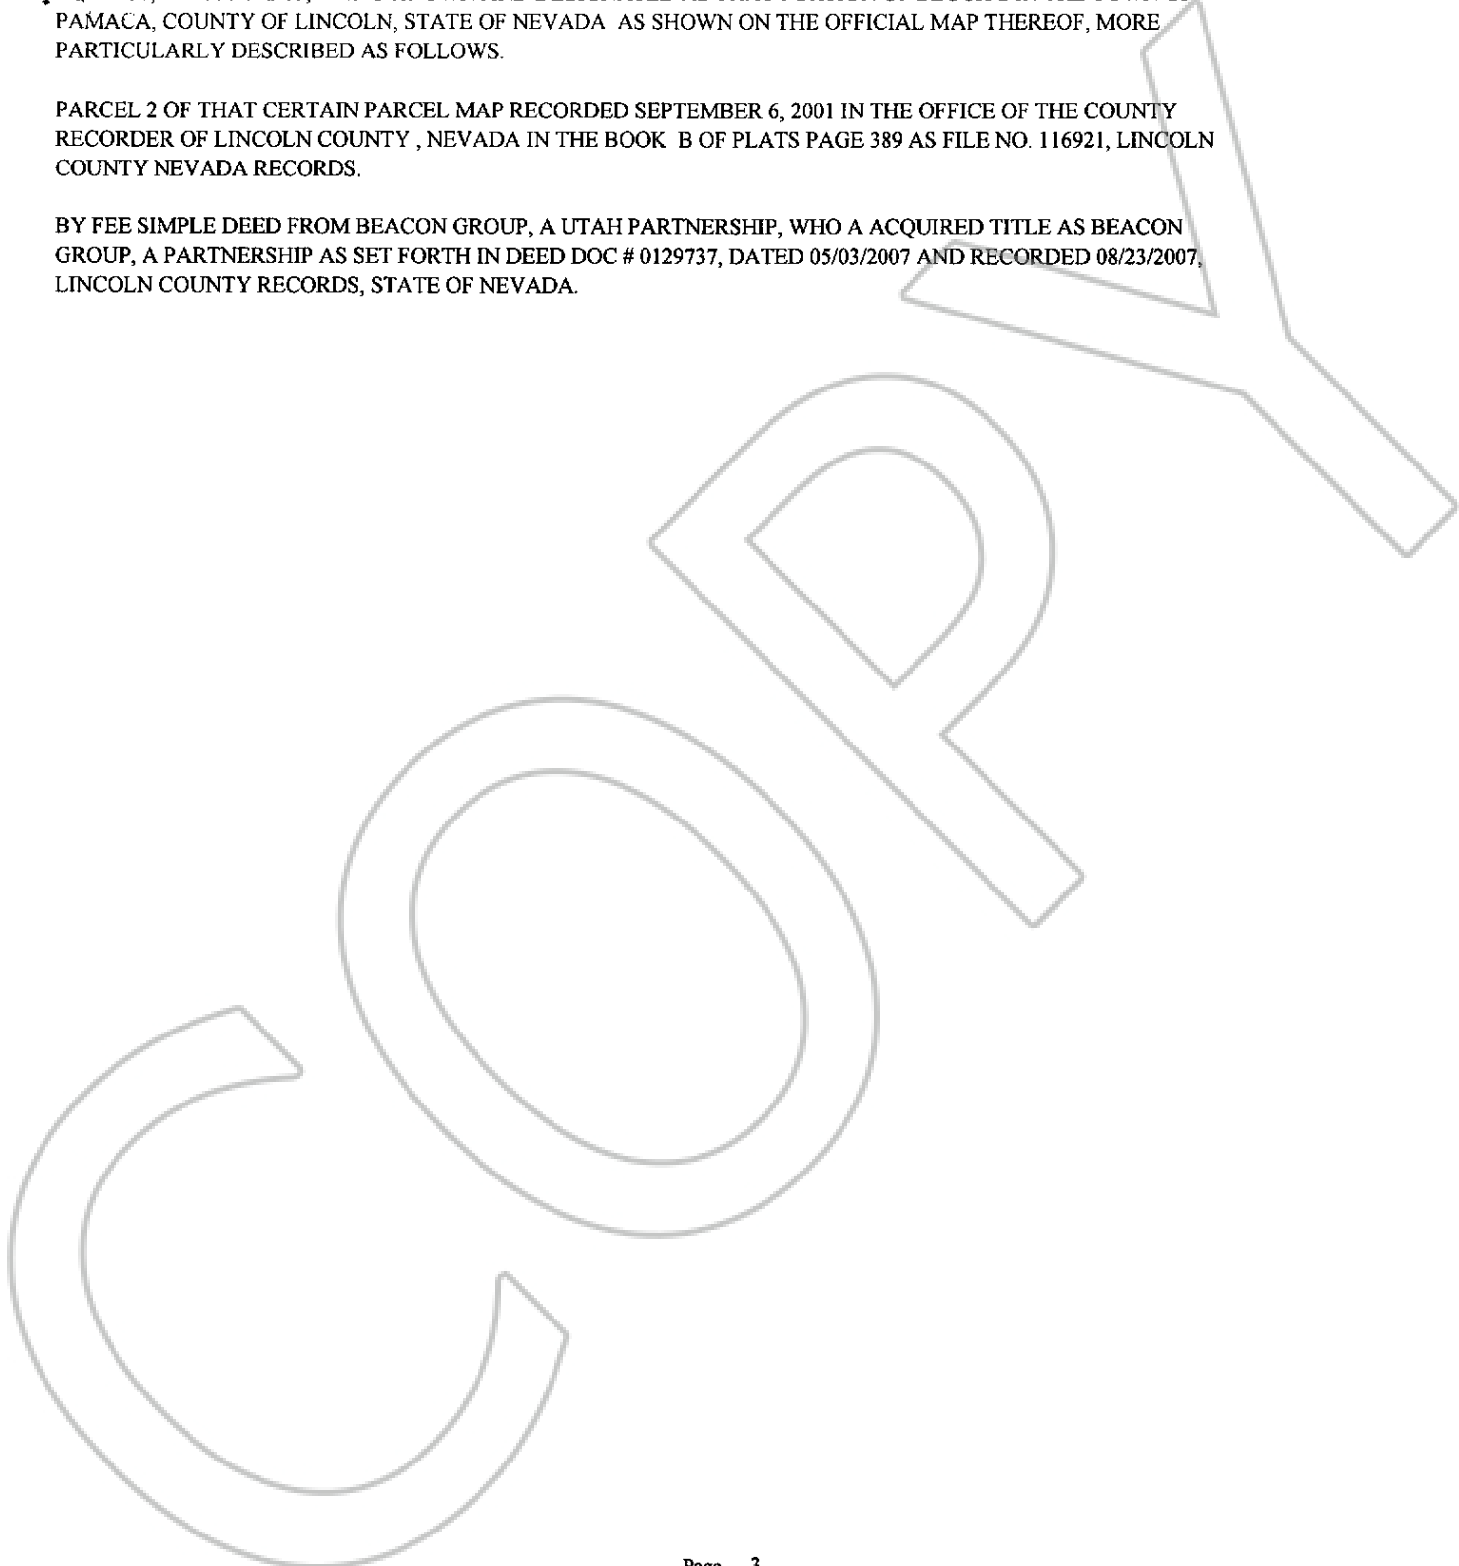 PAMACA, COUNTY OF LINCOLN, STATE OF NEVADA AS SHOWN ON THE OFFICIAL MAP THEREOF, MORE
PARTICULARLY DESCRIBED AS FOLLOWS.
PARCEL 2 OF THAT CERTAIN PARCEL MAP RECORDED SEPTEMBER 6, 2001 IN THE OFFICE OF THE COUNTY
RECORDER OF LINCOLN COUNTY , NEVADA IN THE BOOK B OF PLATS PAGE 389 AS FILE NO. 116921, LINCOLN
COUNTY NEVADA RECORDS.
BY FEE SIMPLE DEED FROM BEACON GROUP, A UTAH PARTNERSHIP, WHO A ACQUIRED TITLE AS BEACON
GROUP, A PARTNERSHIP AS SET FORTH IN DEED DOC # 0129737, DATED 05/03/2007 AND RECORDED 08/23/2007,
LINCOLN COUNTY RECORDS, STATE OF NEVADA.
COPY
Page 3